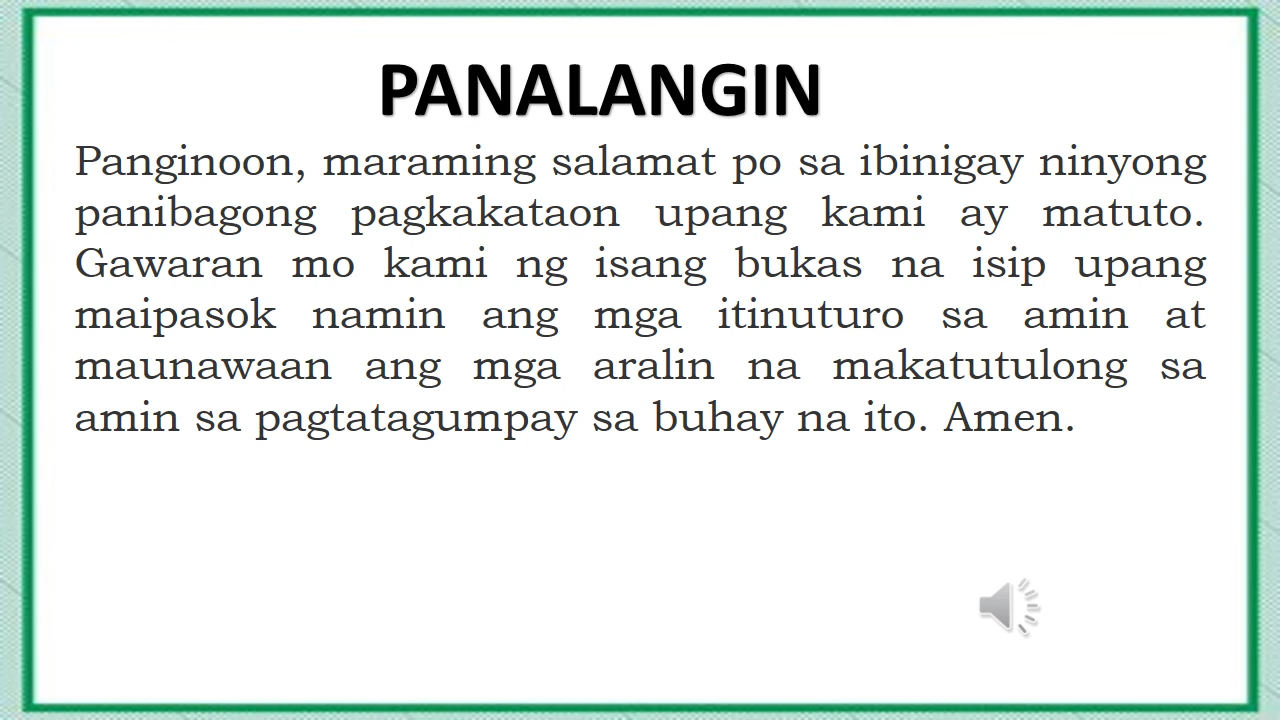 PANALANGIN
Panginoon, maraming salamat po sa ibinigay ninyong
panibagong pagkakataon upang kami ay matuto.
Gawaran mo kami ng isang bukas na isip upang
maipasok namin ang mga itinuturo sa amin at
maunawaan ang mga aralin na makatutulong sa
amin sa pagtatagumpay sa buhay na ito. Amen.